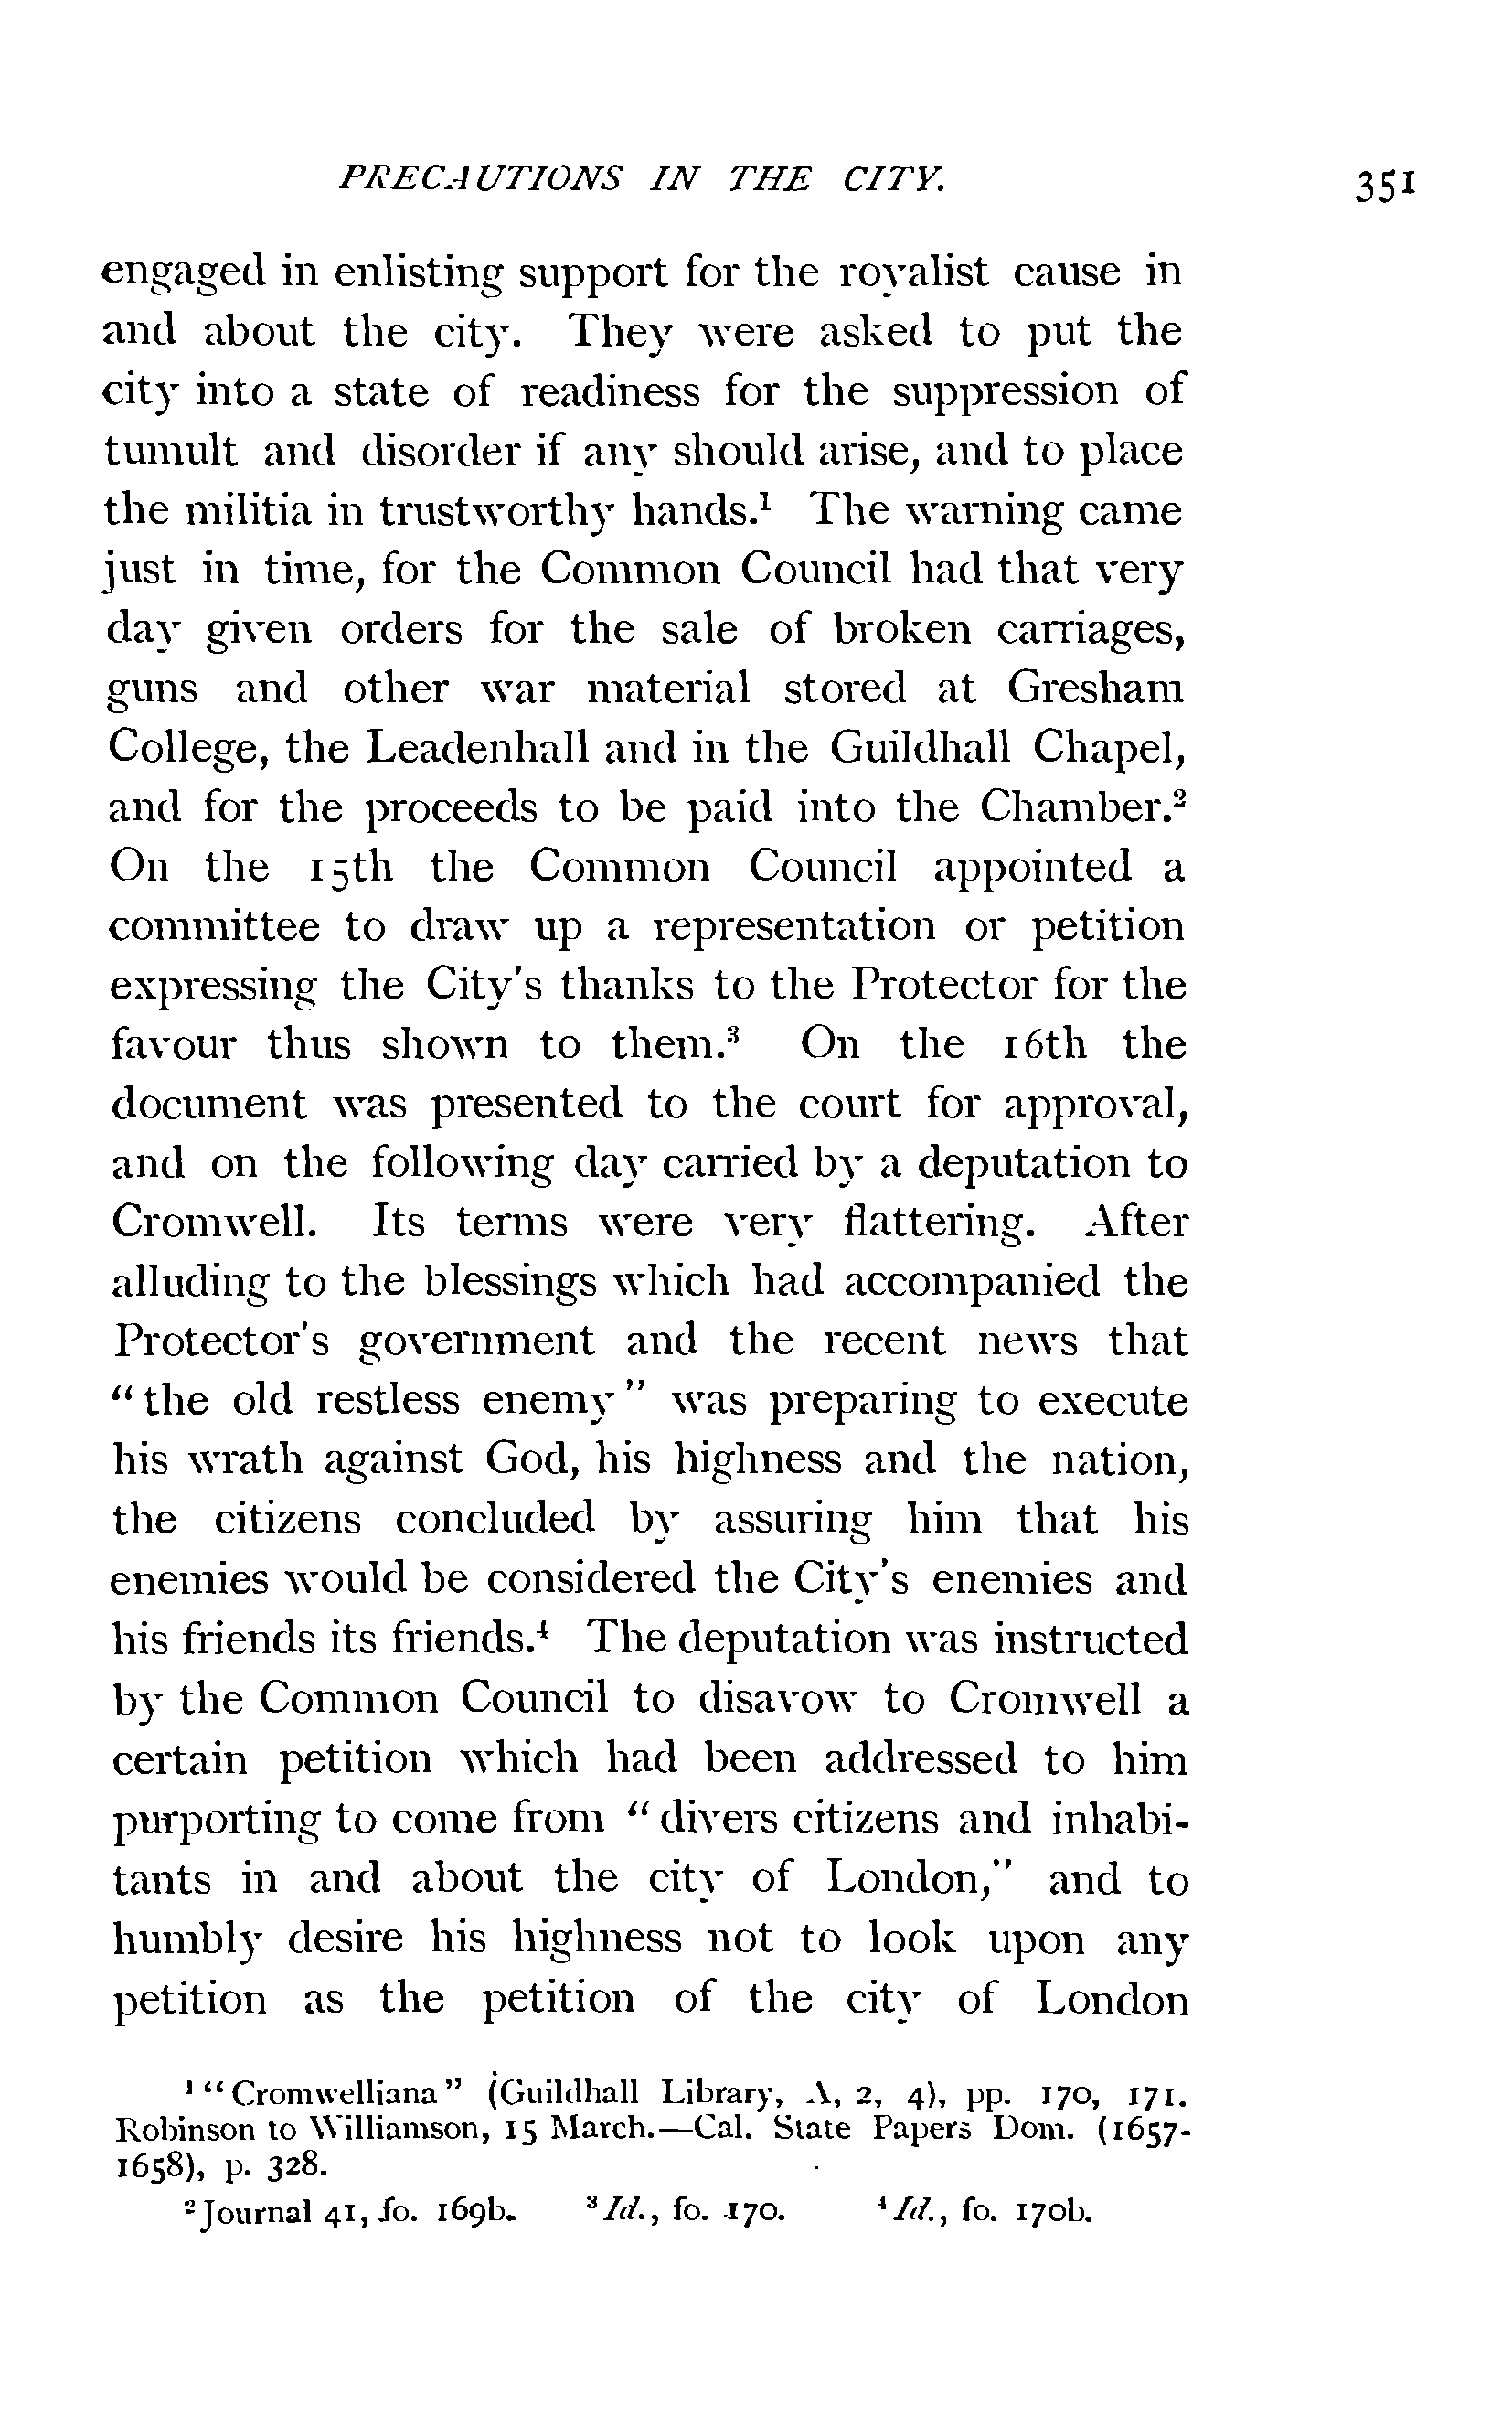 PRECAUTIONS IN THE CITY. 351
engaged in enlisting support for the royalist cause in
and about the city. They were asked to put the
city into a state of readiness for the suppression of
tumult and disorder if any should arise, and to place
the militia in trustworthy hands.¹ The warning came
just in time, for the Common Council had that very
day given orders for the sale of broken carriages,
guns and other war material stored at Gresham
College, the Leadenhall and in the Guildhall Chapel,
and for the proceeds to be paid into the Chamber.²
On the 15th the Common Council appointed a
committee to draw up a representation or petition
expressing the City's thanks to the Protector for the
favour thus shown to them.³ On the 16th the
document was presented to the court for approval,
and on the following day carried by a deputation to
Cromwell. Its terms were very flattering. After
alluding to the blessings which had accompanied the
Protector's government and the recent news that
"the old restless enemy" was preparing to execute
his wrath against God, his highness and the nation,
the citizens concluded by assuring him that his
enemies would be considered the City's enemies and
his friends its friends.⁴ The deputation was instructed
by the Common Council to disavow to Cromwell a
certain petition which had been addressed to him
purporting to come from "divers citizens and inhabi-
tants in and about the city of London," and to
humbly desire his highness not to look upon any
petition as the petition of the city of London
¹ "Cromwelliana" (Guildhall Library, A, 2, 4), pp. 170, 171.
Robinson to Williamson, 15 March.—Cal. State Papers Dom. (1657-
1658), p. 328.
² Journal 41, fo. 169b. ³ Id., fo. 170. ⁴ Id., fo. 170b.